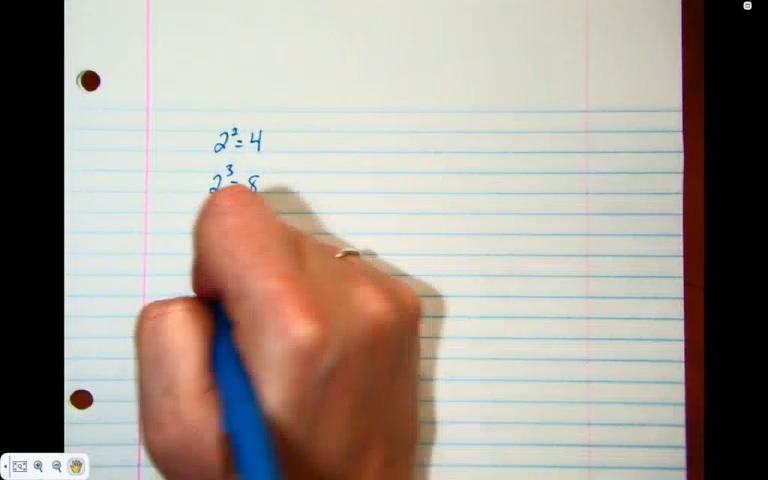 2² = 4
2³ = 8